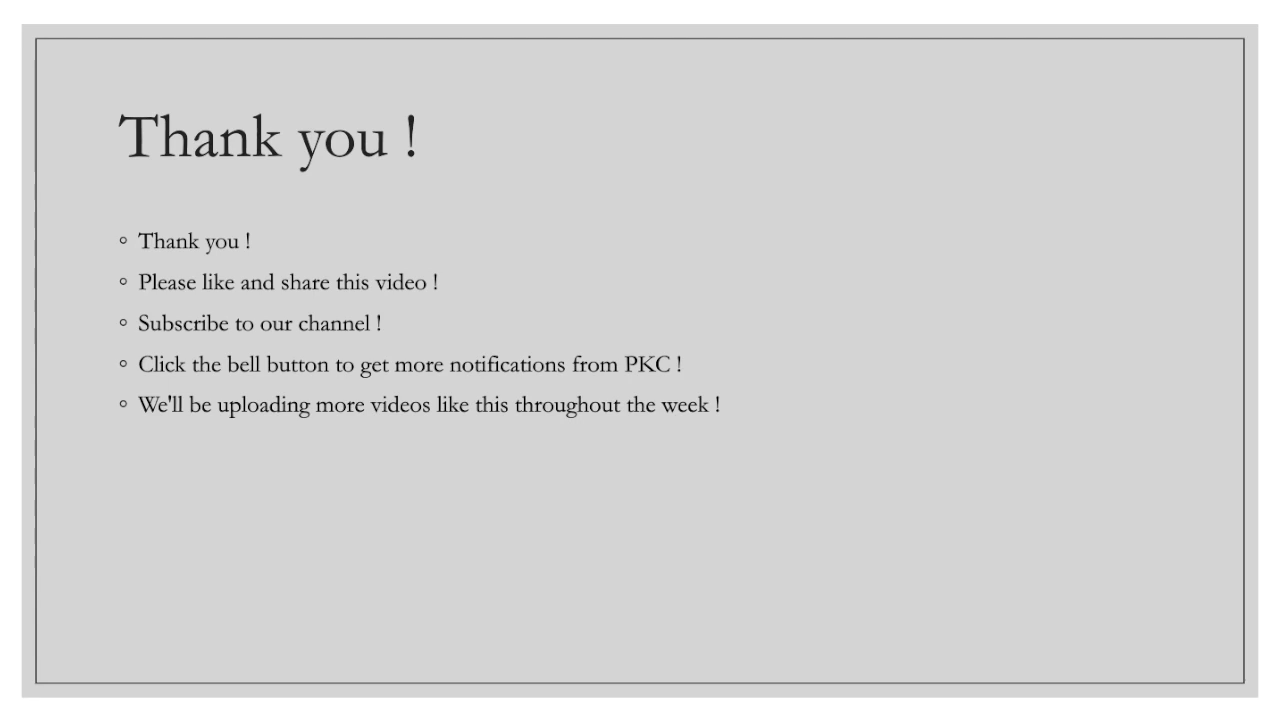 Thank you !
Thank you !
Please like and share this video !
Subscribe to our channel !
Click the bell button to get more notifications from PKC !
We'll be uploading more videos like this throughout the week !